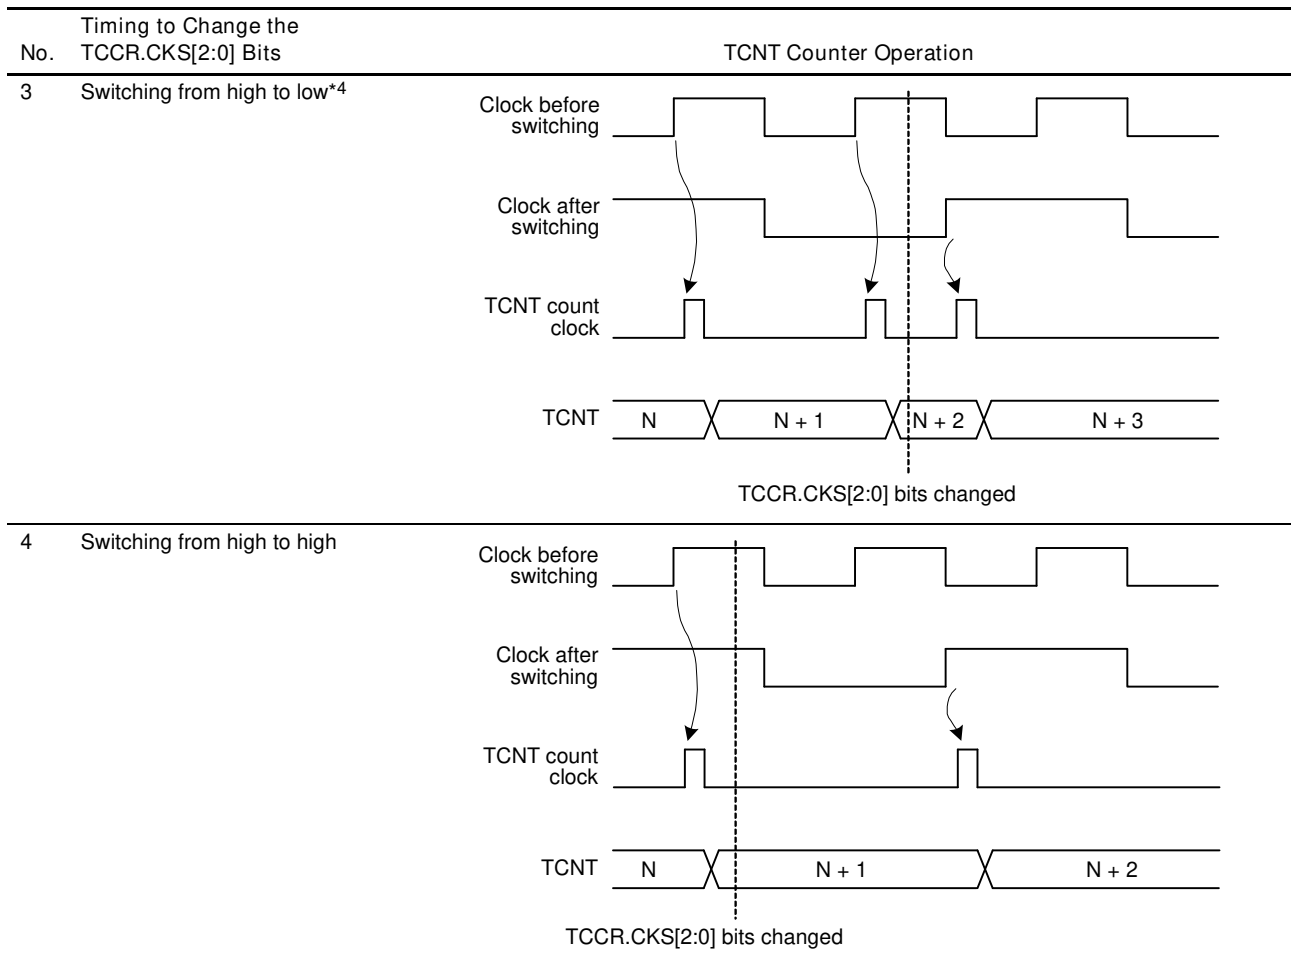 No. Timing to Change the
TCCR.CKS[2:0] Bits
TCNT Counter Operation
3 Switching from high to low*4
Clock before
switching
Clock after
switching
TCNT count
clock
TCNT N N + 1 N + 2 N + 3
TCCR.CKS[2:0] bits changed
4 Switching from high to high
Clock before
switching
Clock after
switching
TCNT count
clock
TCNT N N + 1 N + 2
TCCR.CKS[2:0] bits changed